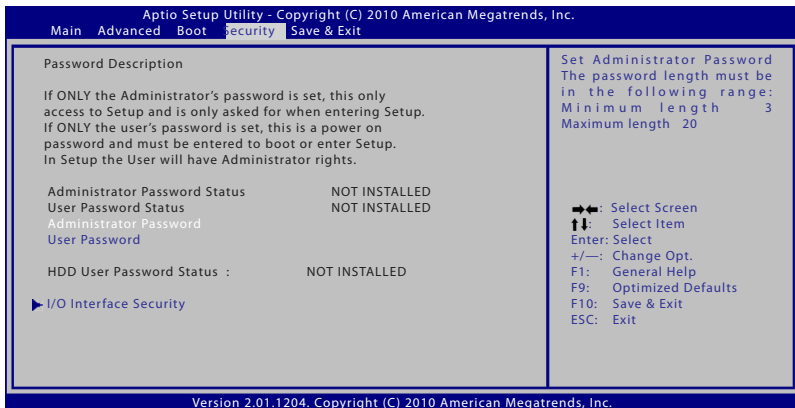 Aptio Setup Utility - Copyright (C) 2010 American Megatrends, Inc.
Main Advanced Boot Security Save & Exit
Password Description
If ONLY the Administrator's password is set, this only
access to Setup and is only asked for when entering Setup.
If ONLY the user's password is set, this is a power on
password and must be entered to boot or enter Setup.
In Setup the User will have Administrator rights.
Administrator Password Status NOT INSTALLED
User Password Status NOT INSTALLED
Administrator Password
User Password
HDD User Password Status : NOT INSTALLED
I/O Interface Security
Set Administrator Password
The password length must be
in the following range:
Minimum length 3
Maximum length 20
→←: Select Screen
↑↓: Select Item
Enter: Select
+/—: Change Opt.
F1: General Help
F9: Optimized Defaults
F10: Save & Exit
ESC: Exit
Version 2.01.1204. Copyright (C) 2010 American Megatrends, Inc.